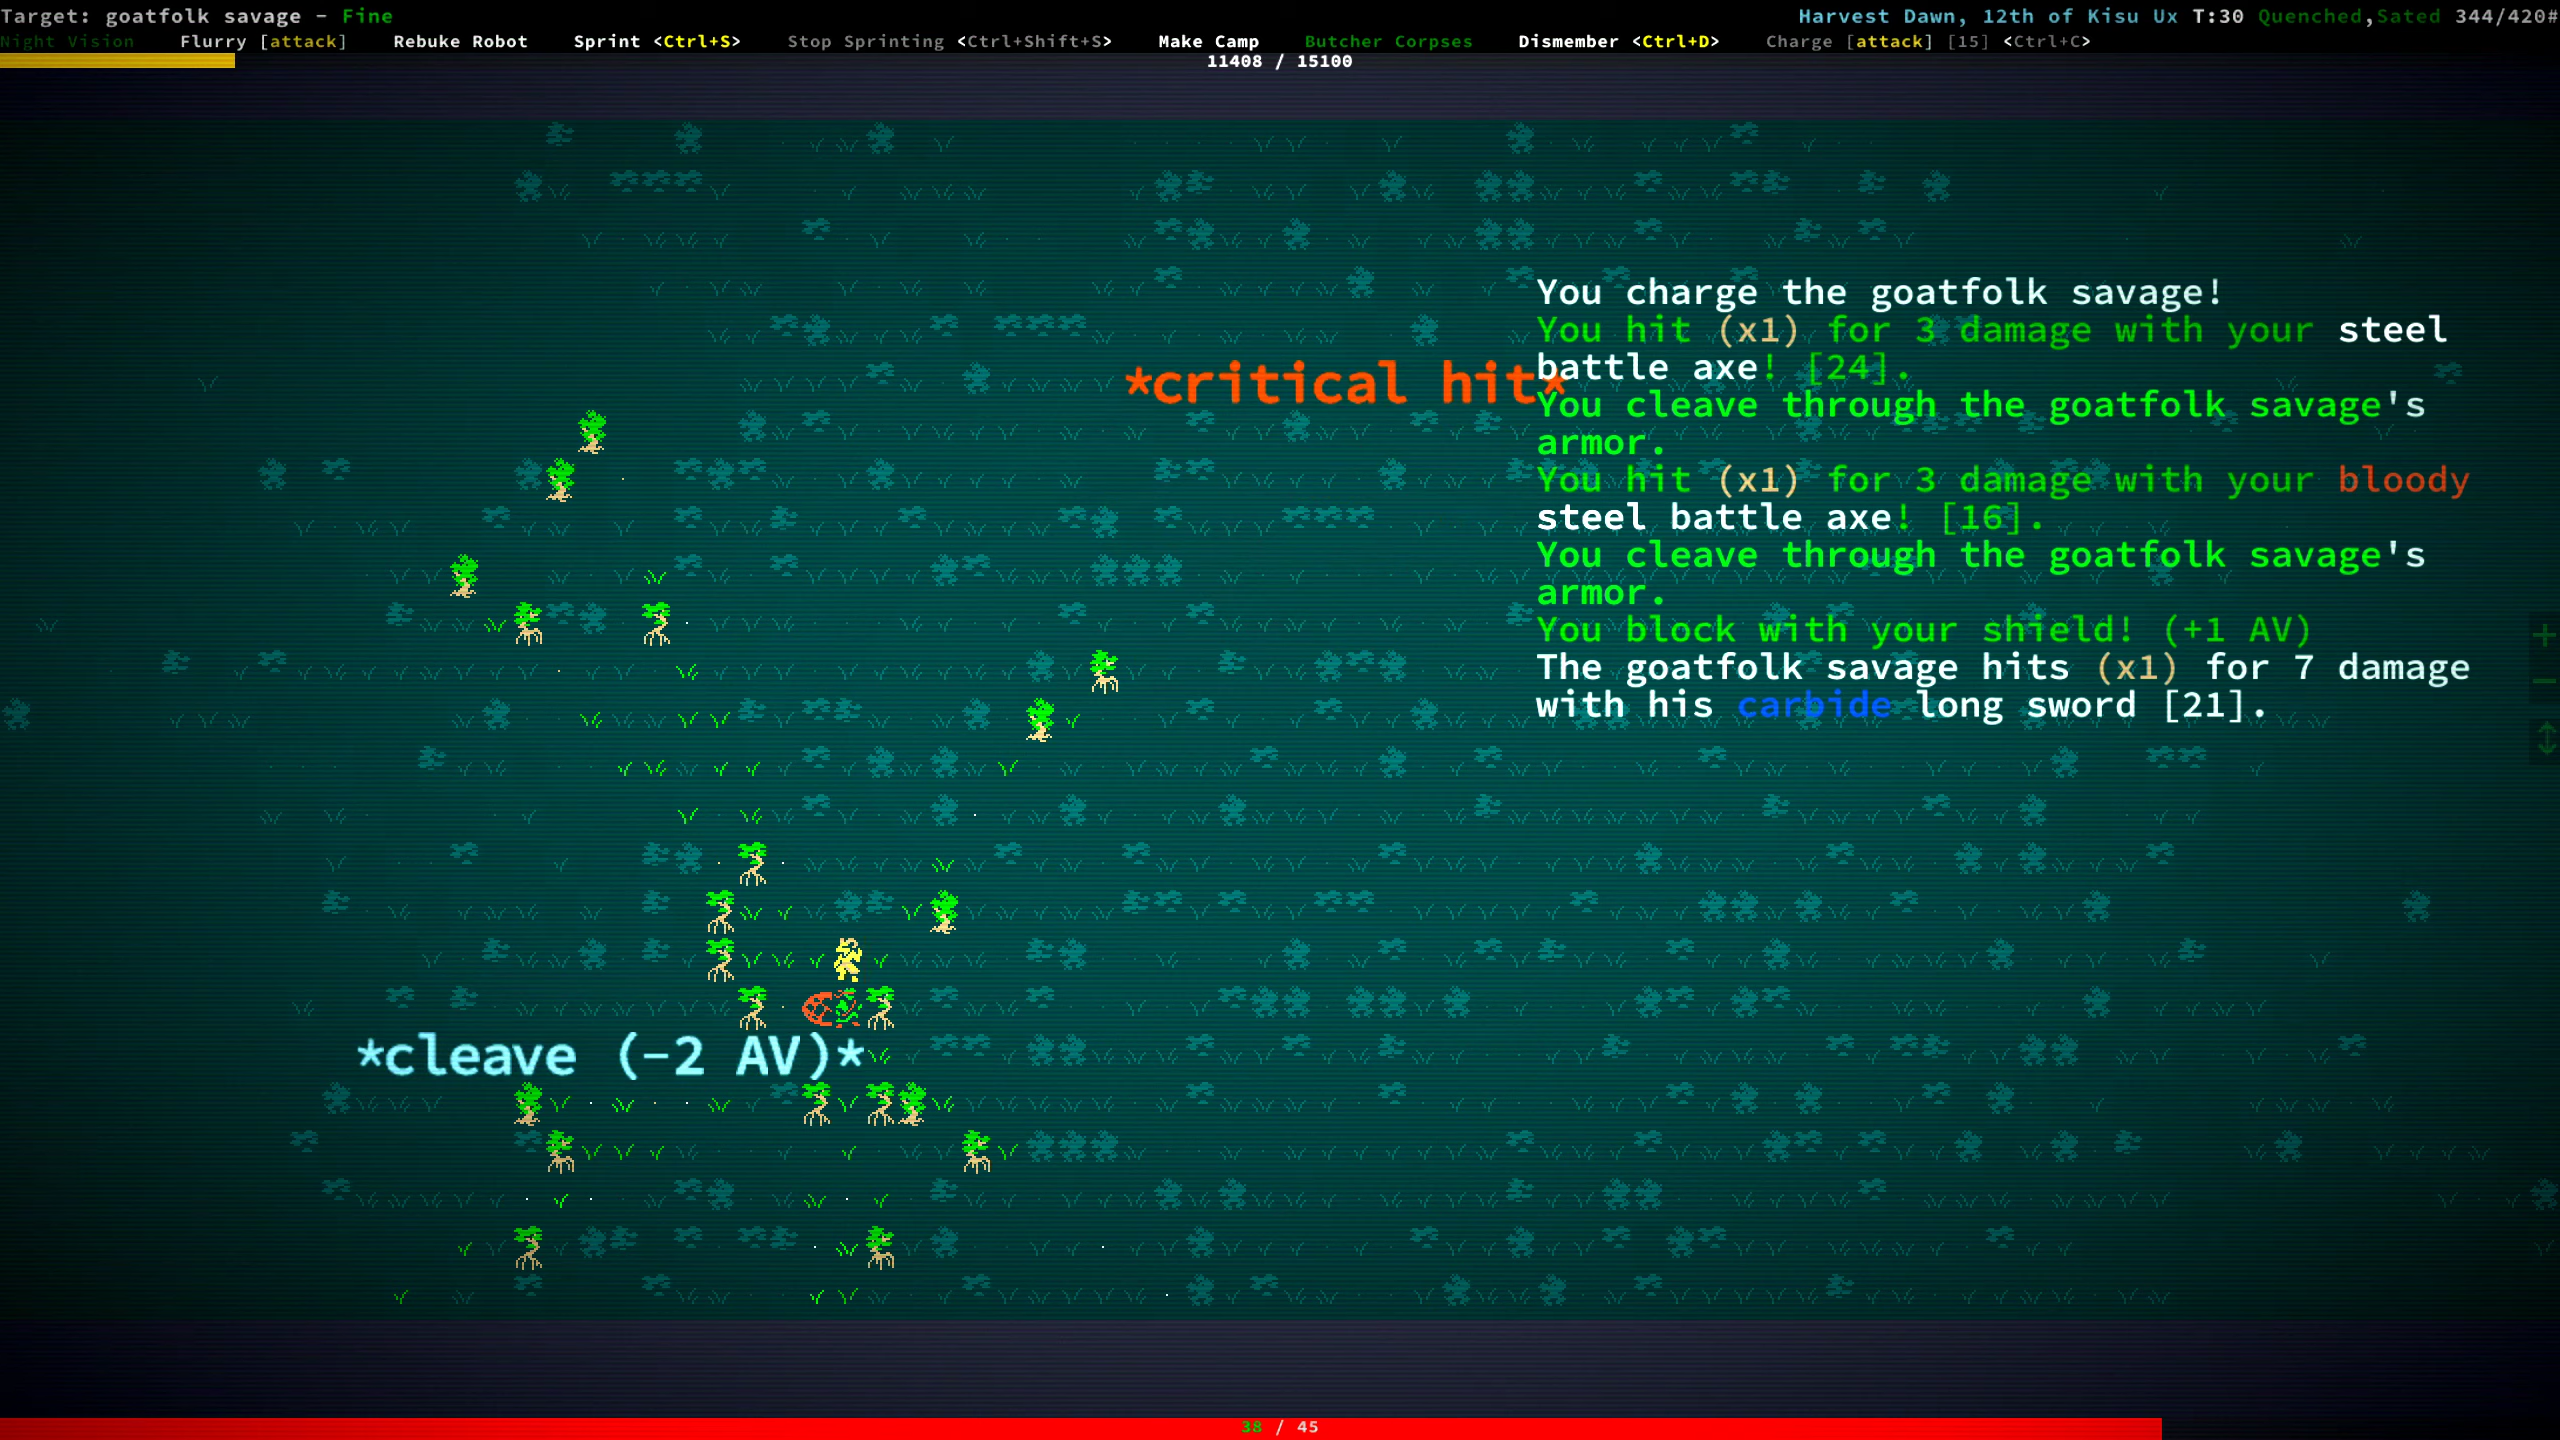 Target: goatfolk savage - Fine Harvest Dawn, 12th of Kisu Ux T:30 Quenched,Sated 344/420#
Night Vision Flurry [attack] Rebuke Robot Sprint <Ctrl+S> Stop Sprinting <Ctrl+Shift+S> Make Camp Butcher Corpses Dismember <Ctrl+D> Charge [attack] [15] <Ctrl+C>
11408 / 15100
You charge the goatfolk savage!
You hit (x1) for 3 damage with your steel
battle axe! [24].
*critical hit*
You cleave through the goatfolk savage's
armor.
You hit (x1) for 3 damage with your bloody
steel battle axe! [16].
You cleave through the goatfolk savage's
armor.
You block with your shield! (+1 AV)
The goatfolk savage hits (x1) for 7 damage
with his carbide long sword [21].
*cleave (-2 AV)*
38 / 45